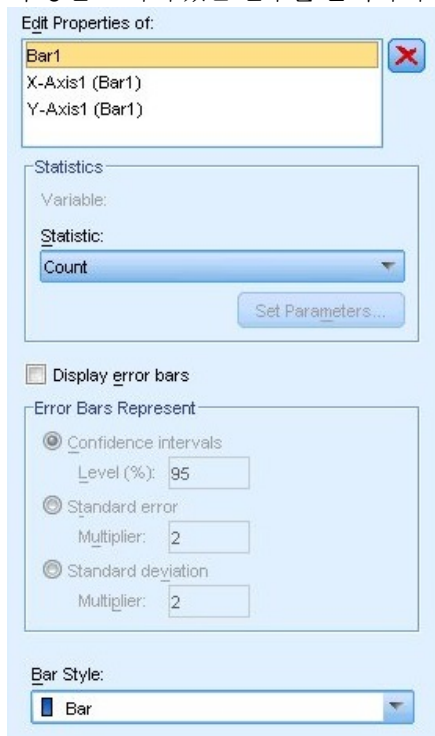 Edit Properties of:
Bar1
X-Axis1 (Bar1)
Y-Axis1 (Bar1)
Statistics
Variable:
Statistic:
Count
Set Parameters...
Display error bars
Error Bars Represent
Confidence intervals
Level (%): 95
Standard error
Multiplier: 2
Standard deviation
Multiplier: 2
Bar Style:
Bar